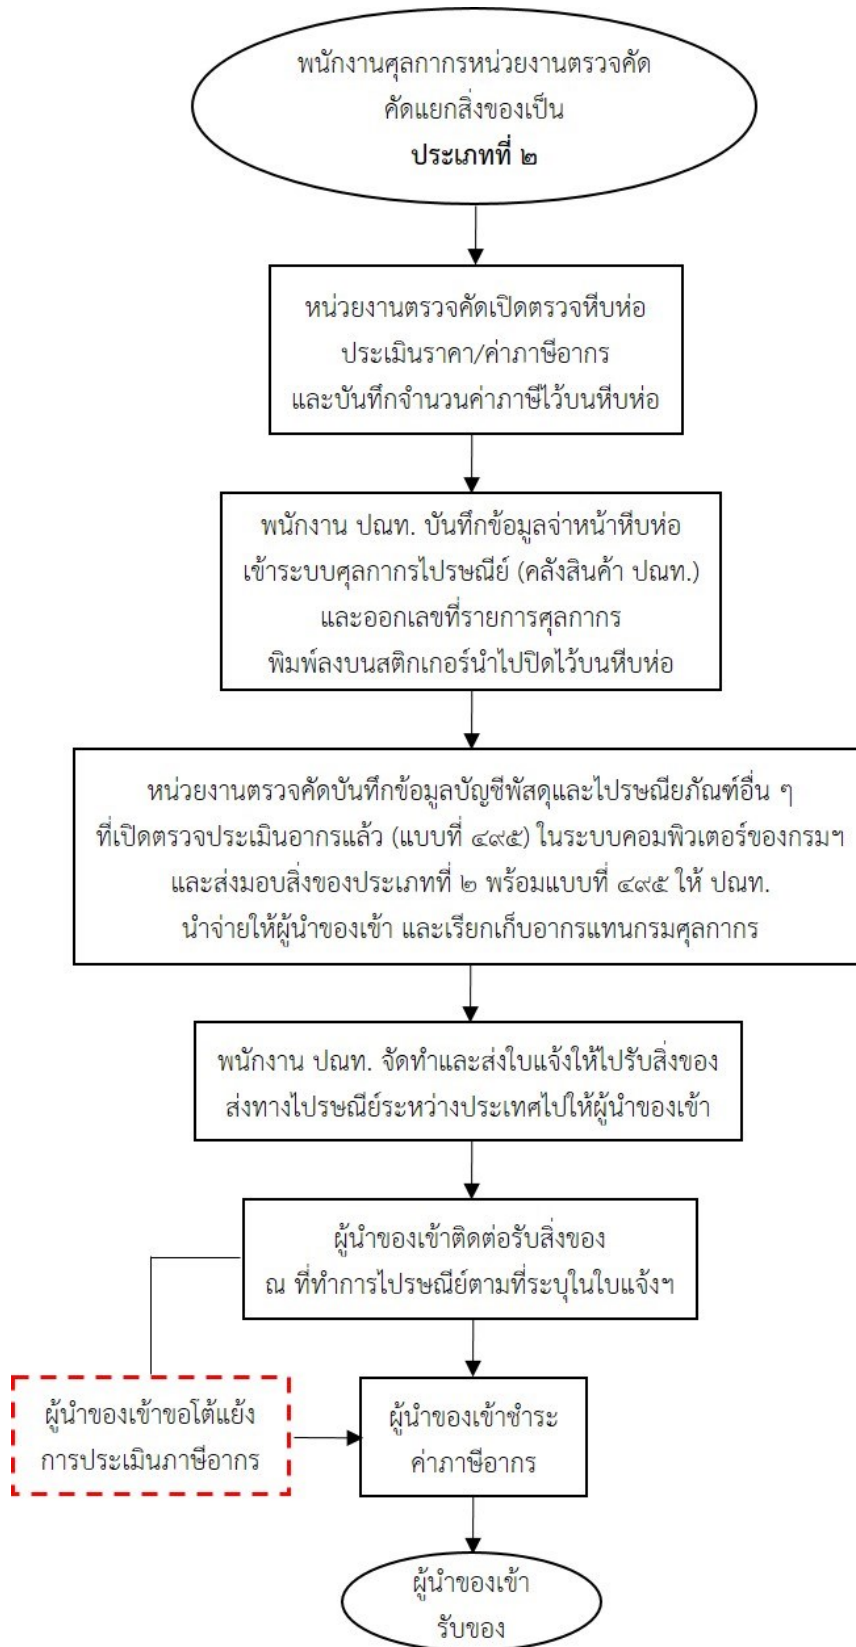 พนักงานศุลกากรหน่วยงานตรวจคัด
คัดแยกสิ่งของเป็น
ประเภทที่ ๒
หน่วยงานตรวจคัดเปิดตรวจหีบห่อ
ประเมินราคา/ค่าภาษีอากร
และบันทึกจำนวนค่าภาษีไว้บนหีบห่อ
พนักงาน ปณท. บันทึกข้อมูลจ่าหน้าหีบห่อ
เข้าระบบศุลกากรไปรษณีย์ (คลังสินค้า ปณท.)
และออกเลขที่รายการศุลกากร
พิมพ์ลงบนสติกเกอร์นำไปปิดไว้บนหีบห่อ
หน่วยงานตรวจคัดบันทึกข้อมูลบัญชีพัสดุและไปรษณียภัณฑ์อื่น ๆ
ที่เปิดตรวจประเมินอากรแล้ว (แบบที่ ๔๙๕) ในระบบคอมพิวเตอร์ของกรมฯ
และส่งมอบสิ่งของประเภทที่ ๒ พร้อมแบบที่ ๔๙๕ ให้ ปณท.
นำจ่ายให้ผู้นำของเข้า และเรียกเก็บอากรแทนกรมศุลกากร
พนักงาน ปณท. จัดทำและส่งใบแจ้งให้ไปรับสิ่งของ
ส่งทางไปรษณีย์ระหว่างประเทศไปให้ผู้นำของเข้า
ผู้นำของเข้าติดต่อรับสิ่งของ
ณ ที่ทำการไปรษณีย์ตามที่ระบุในใบแจ้งฯ
ผู้นำของเข้าขอโต้แย้ง
การประเมินภาษีอากร
ผู้นำของเข้าชำระ
ค่าภาษีอากร
ผู้นำของเข้า
รับของ